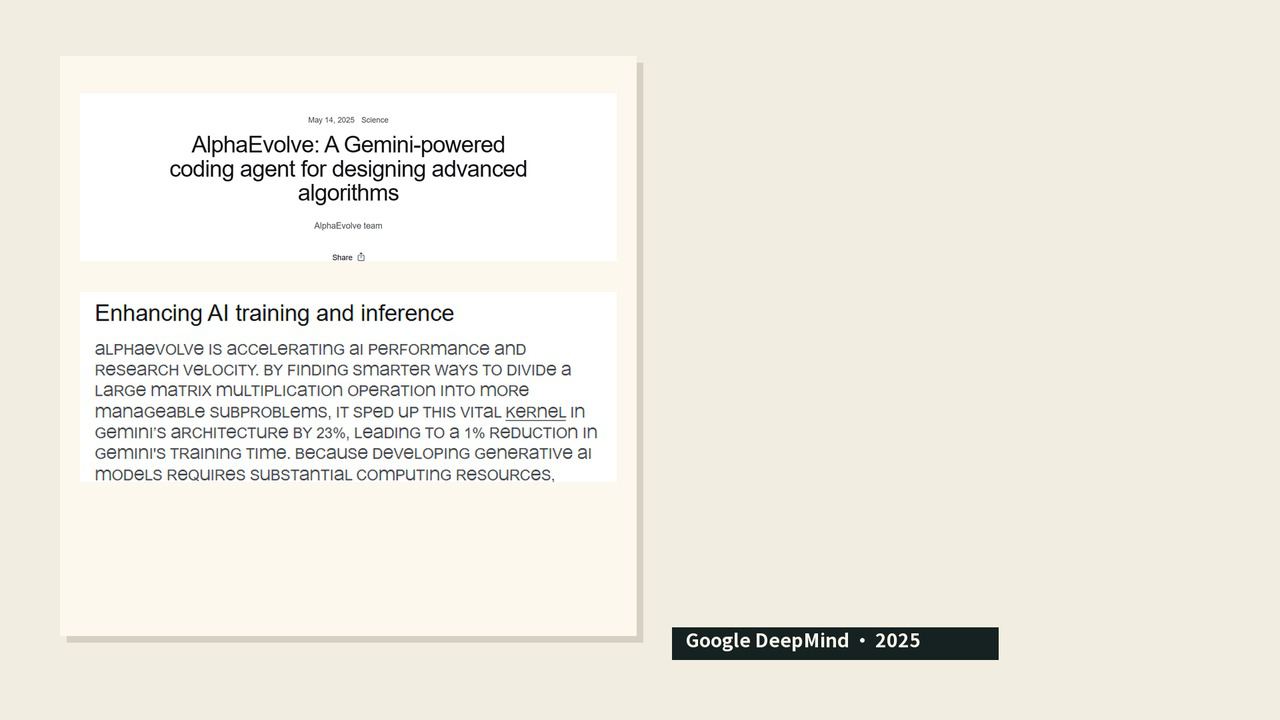 May 14, 2025 Science
AlphaEvolve: A Gemini-powered
coding agent for designing advanced
algorithms
AlphaEvolve team
Share
Enhancing AI training and inference
aLPHaeVOLVe IS aCCeLeRaTInG aI PeRFORmanCe anD
ReSeaRCH VeLOCITY. BY FInDInG SmaRTeR WAYS TO DIVIDe a
LaRGe maTRIX muLTIPLICaTIOn OPeRaTIOn InTO mORe
manaGeaBLe SuBPROBLemS, IT SPeD uP THIS VITaL KeRneL In
GemInI'S aRCHITeCTuRe BY 23%, LeaDInG TO a 1% ReDuCTIOn In
GemInI'S TRaInInG TIme. BeCauSe DeVeLOPInG GeneRaTIVe aI
mODeLS ReQuIReS SuBSTanTIaL COmPuTInG ReSOuRCeS,
Google DeepMind • 2025